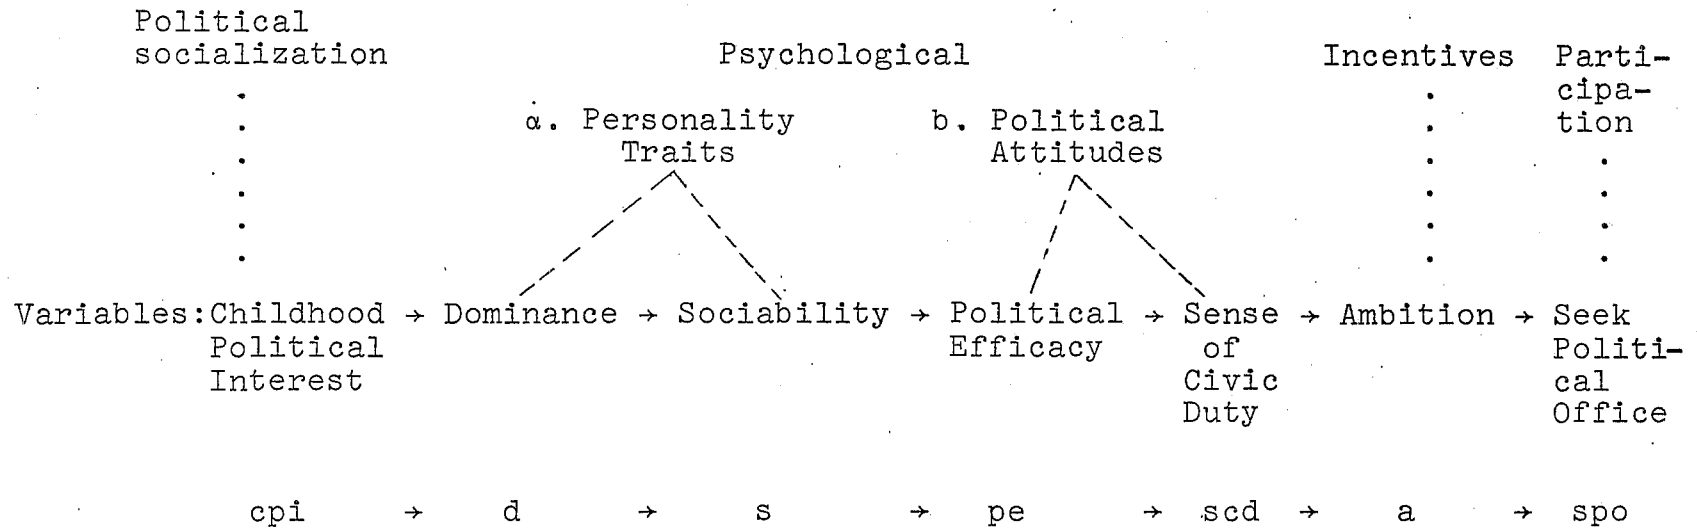 Political
socialization Psychological Incentives Parti-
cipa-
a. Personality b. Political tion
Traits Attitudes
Variables: Childhood → Dominance → Sociability → Political → Sense → Ambition → Seek
Political Efficacy of Politi-
Interest Civic cal
Duty Office
cpi → d → s → pe → scd → a → spo